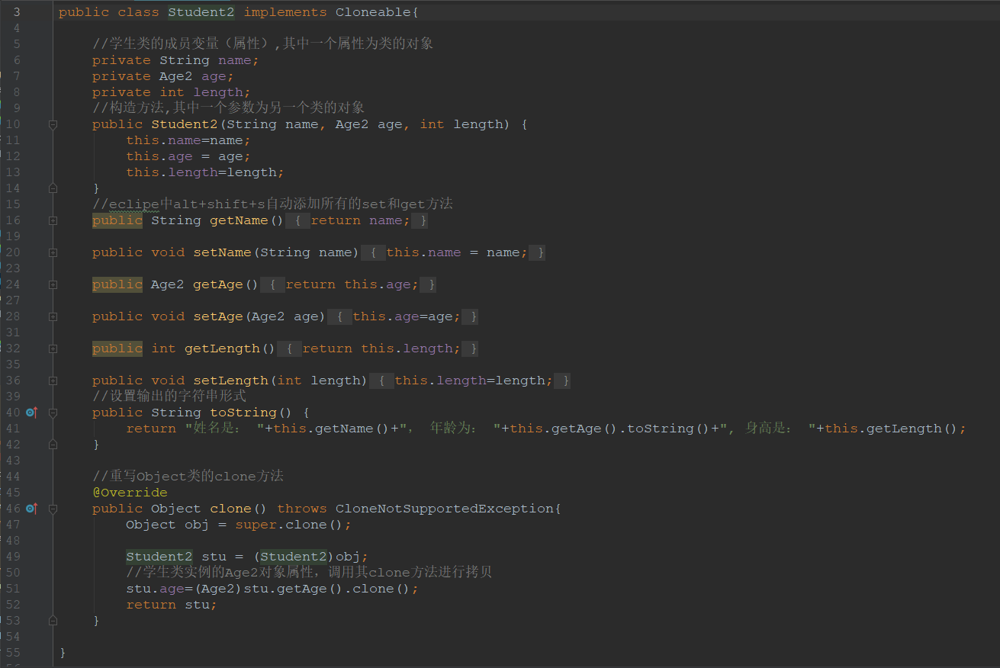 3 public class Student2 implements Cloneable{
4
5 //学生类的成员变量（属性）,其中一个属性为类的对象
6 private String name;
7 private Age2 age;
8 private int length;
9 //构造方法,其中一个参数为另一个类的对象
10 public Student2(String name, Age2 age, int length) {
11 this.name=name;
12 this.age = age;
13 this.length=length;
14 }
15 //eclipe中alt+shift+s自动添加所有的set和get方法
16 public String getName() { return name; }
19
20 public void setName(String name) { this.name = name; }
23
24 public Age2 getAge() { return this.age; }
27
28 public void setAge(Age2 age) { this.age=age; }
31
32 public int getLength() { return this.length; }
35
36 public void setLength(int length) { this.length=length; }
39 //设置输出的字符串形式
40 public String toString() {
41 return "姓名是： "+this.getName()+"， 年龄为： "+this.getAge().toString()+", 身高是： "+this.getLength();
42 }
43
44 //重写Object类的clone方法
45 @Override
46 public Object clone() throws CloneNotSupportedException{
47 Object obj = super.clone();
48
49 Student2 stu = (Student2)obj;
50 //学生类实例的Age2对象属性，调用其clone方法进行拷贝
51 stu.age=(Age2)stu.getAge().clone();
52 return stu;
53 }
54
55 }